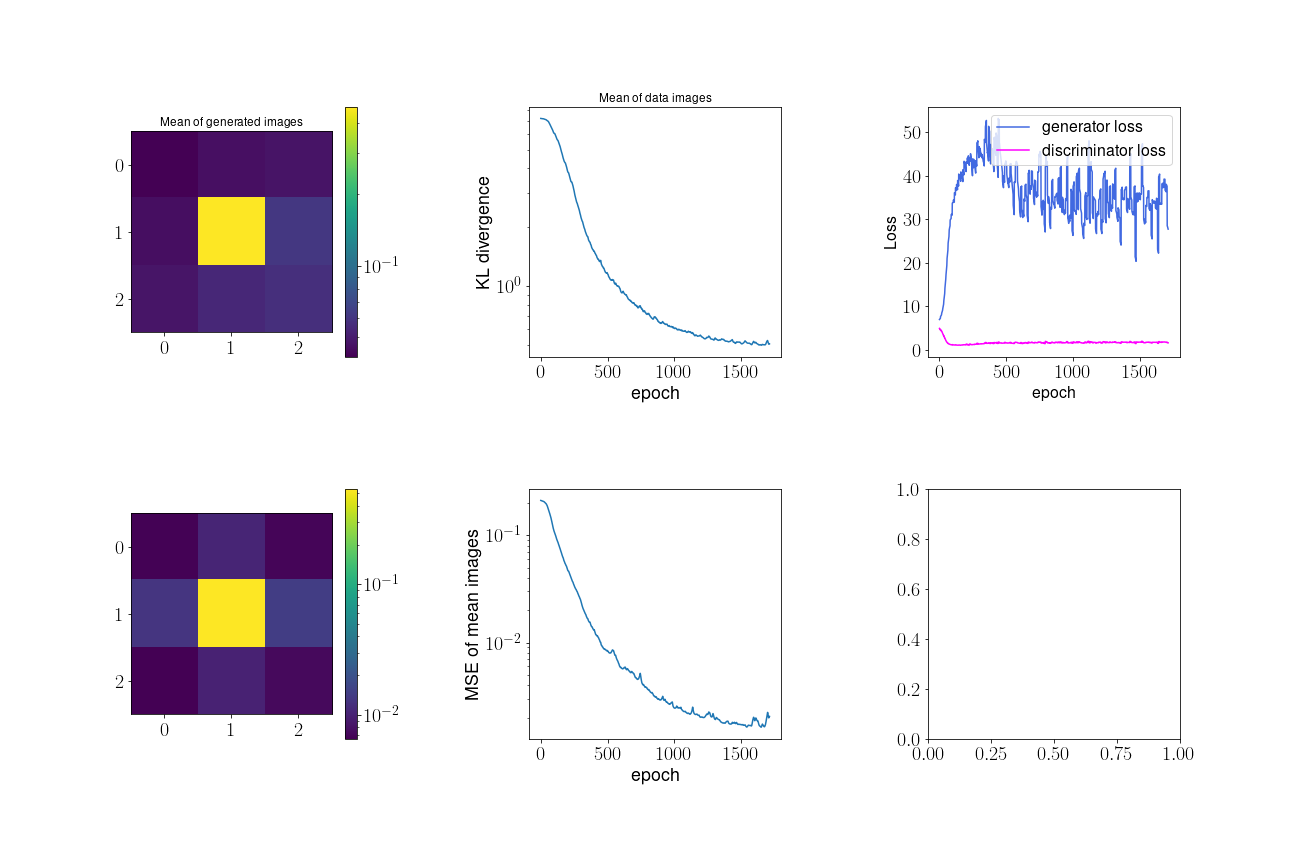 Mean of generated images
0
1
2
0 1 2
10⁻¹
Mean of data images
KL divergence
10⁰
0 500 1000 1500
epoch
generator loss
discriminator loss
Loss
50
40
30
20
10
0
0 500 1000 1500
epoch
0
1
2
0 1 2
10⁻¹
10⁻²
MSE of mean images
10⁻¹
10⁻²
0 500 1000 1500
epoch
1.0
0.8
0.6
0.4
0.2
0.0
0.00 0.25 0.50 0.75 1.00